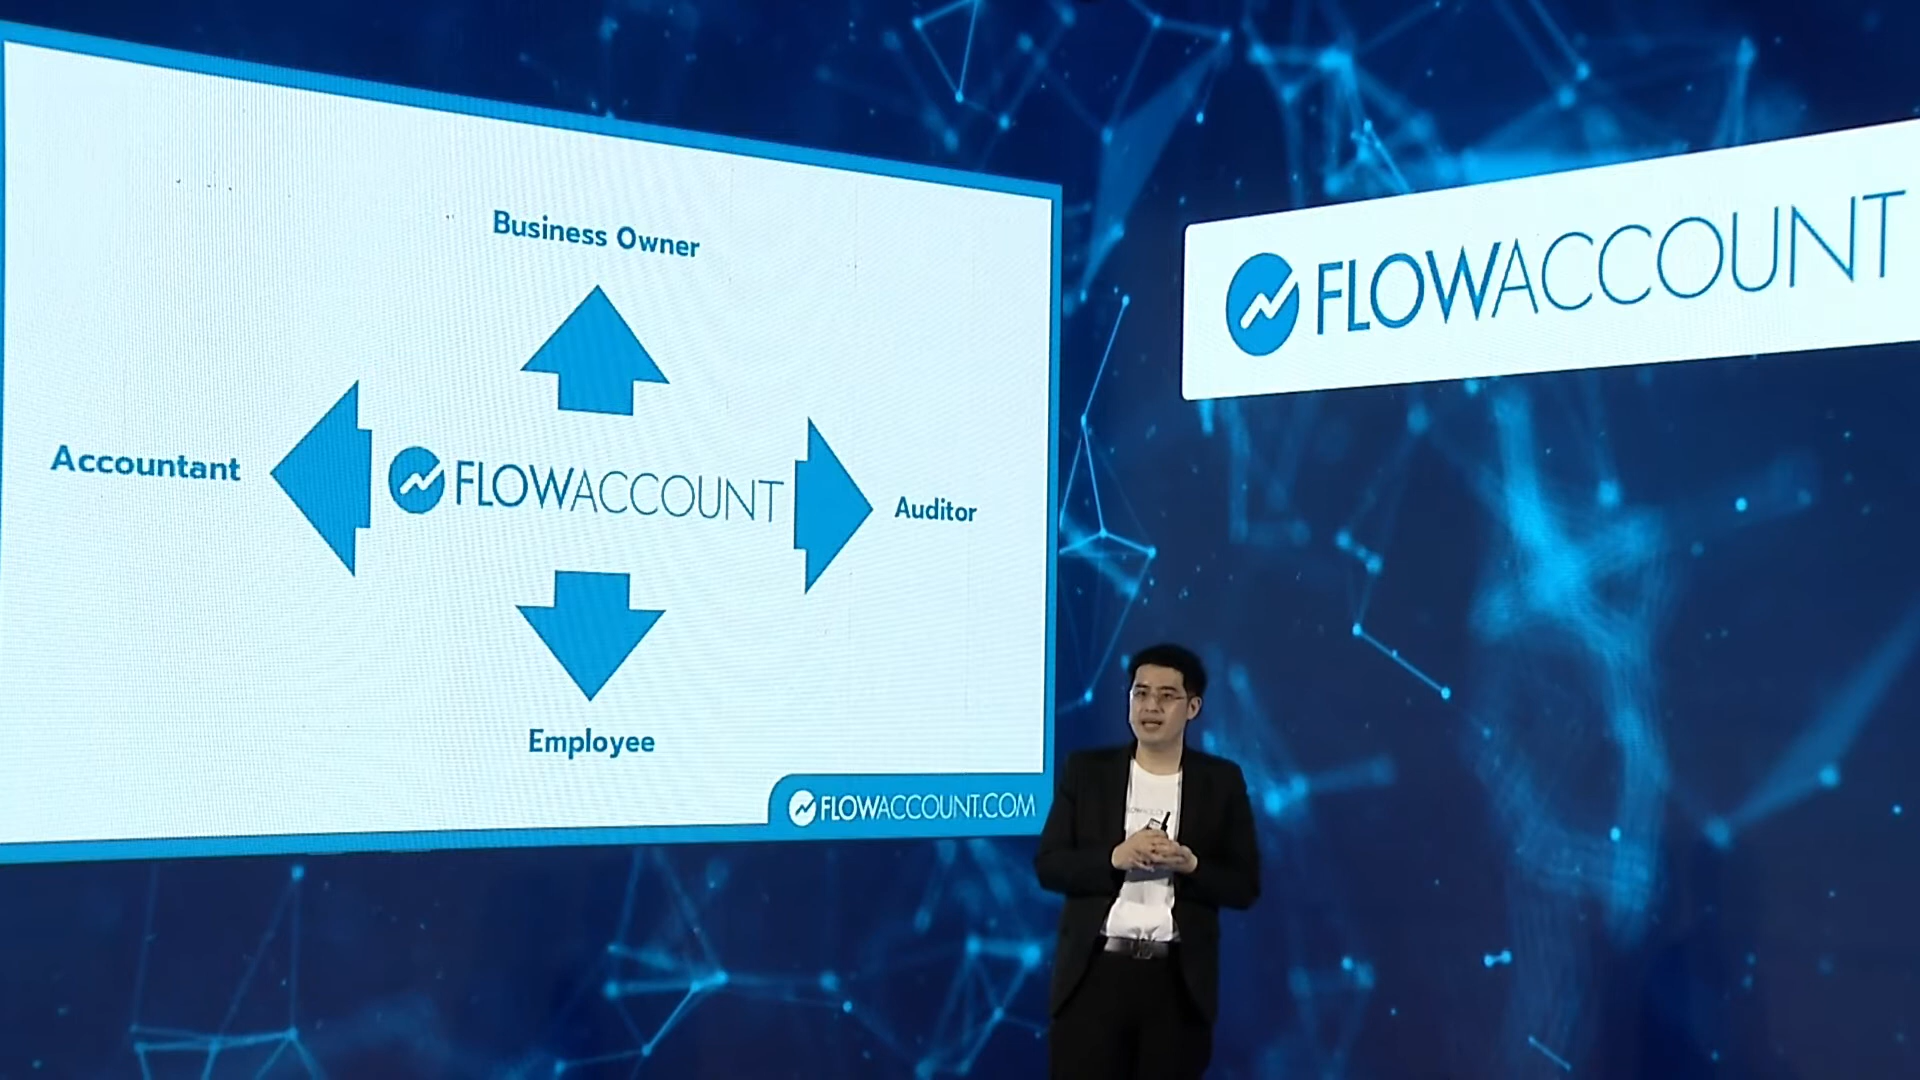 Business Owner
FLOWACCOUNT
Accountant
FLOWACCOUNT
Auditor
Employee
FLOWACCOUNT.COM